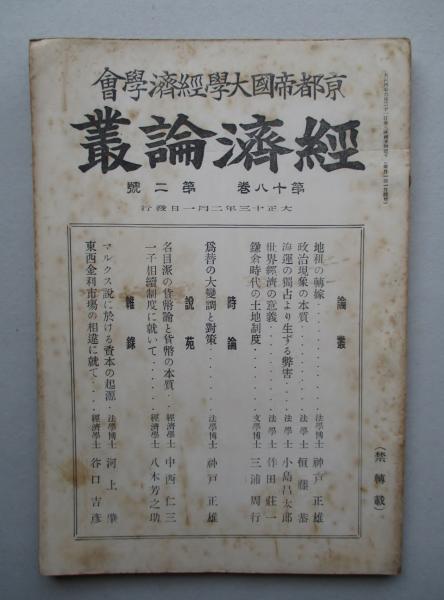 京都帝國大學經濟學會
經濟論叢
第十八卷　第二號
大正十三年二月一日發行
論叢
地租の轉嫁・・・・・法學博士　神戸正雄
政治現象の本質・・・・・法學士　恒藤恭
海運の獨占より生ずる弊害・・・法學士　小島昌太郎
世界經濟の意義・・・・・法學士　作田莊一
鎌倉時代の土地制度・・・・・文學博士　三浦周行
時論
爲替の大變調と對策・・・・・法學博士　神戸正雄
說苑
名目派の貨幣論と貨幣の本質・・經濟學士　中西仁三
一子相續制度に就いて・・・・・經濟學士　八木芳之助
雜錄
マルクス說に於ける資本の起源・・法學博士　河上肇
東西金利市場の相違に就て・・・經濟學士　谷口吉彥
（禁轉載）